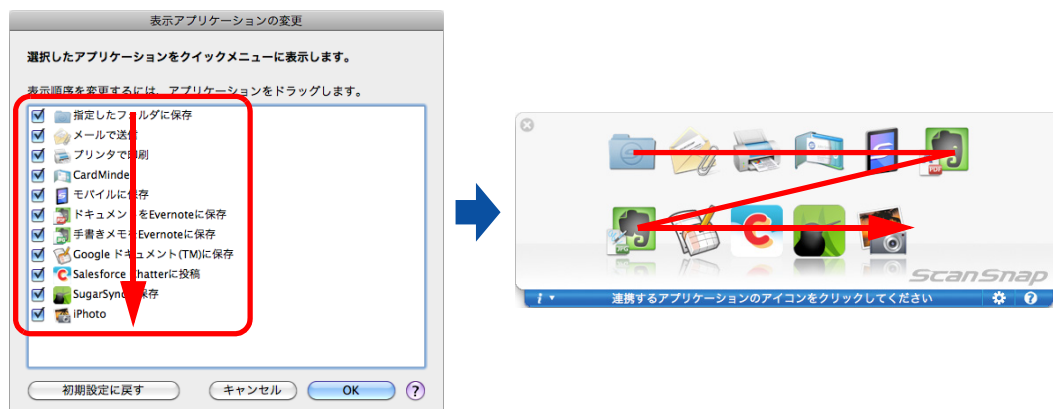 表示アプリケーションの変更
選択したアプリケーションをクイックメニューに表示します。
表示順序を変更するには、アプリケーションをドラッグします。
指定したフォルダに保存
メールで送信
プリンタで印刷
CardMinder
モバイルに保存
ドキュメントをEvernoteに保存
手書きメモをEvernoteに保存
Google ドキュメント(TM)に保存
Salesforce Chatterに投稿
SugarSyncに保存
iPhoto
初期設定に戻す
キャンセル
OK
?
PDF
JPG
ScanSnap
i
連携するアプリケーションのアイコンをクリックしてください
?